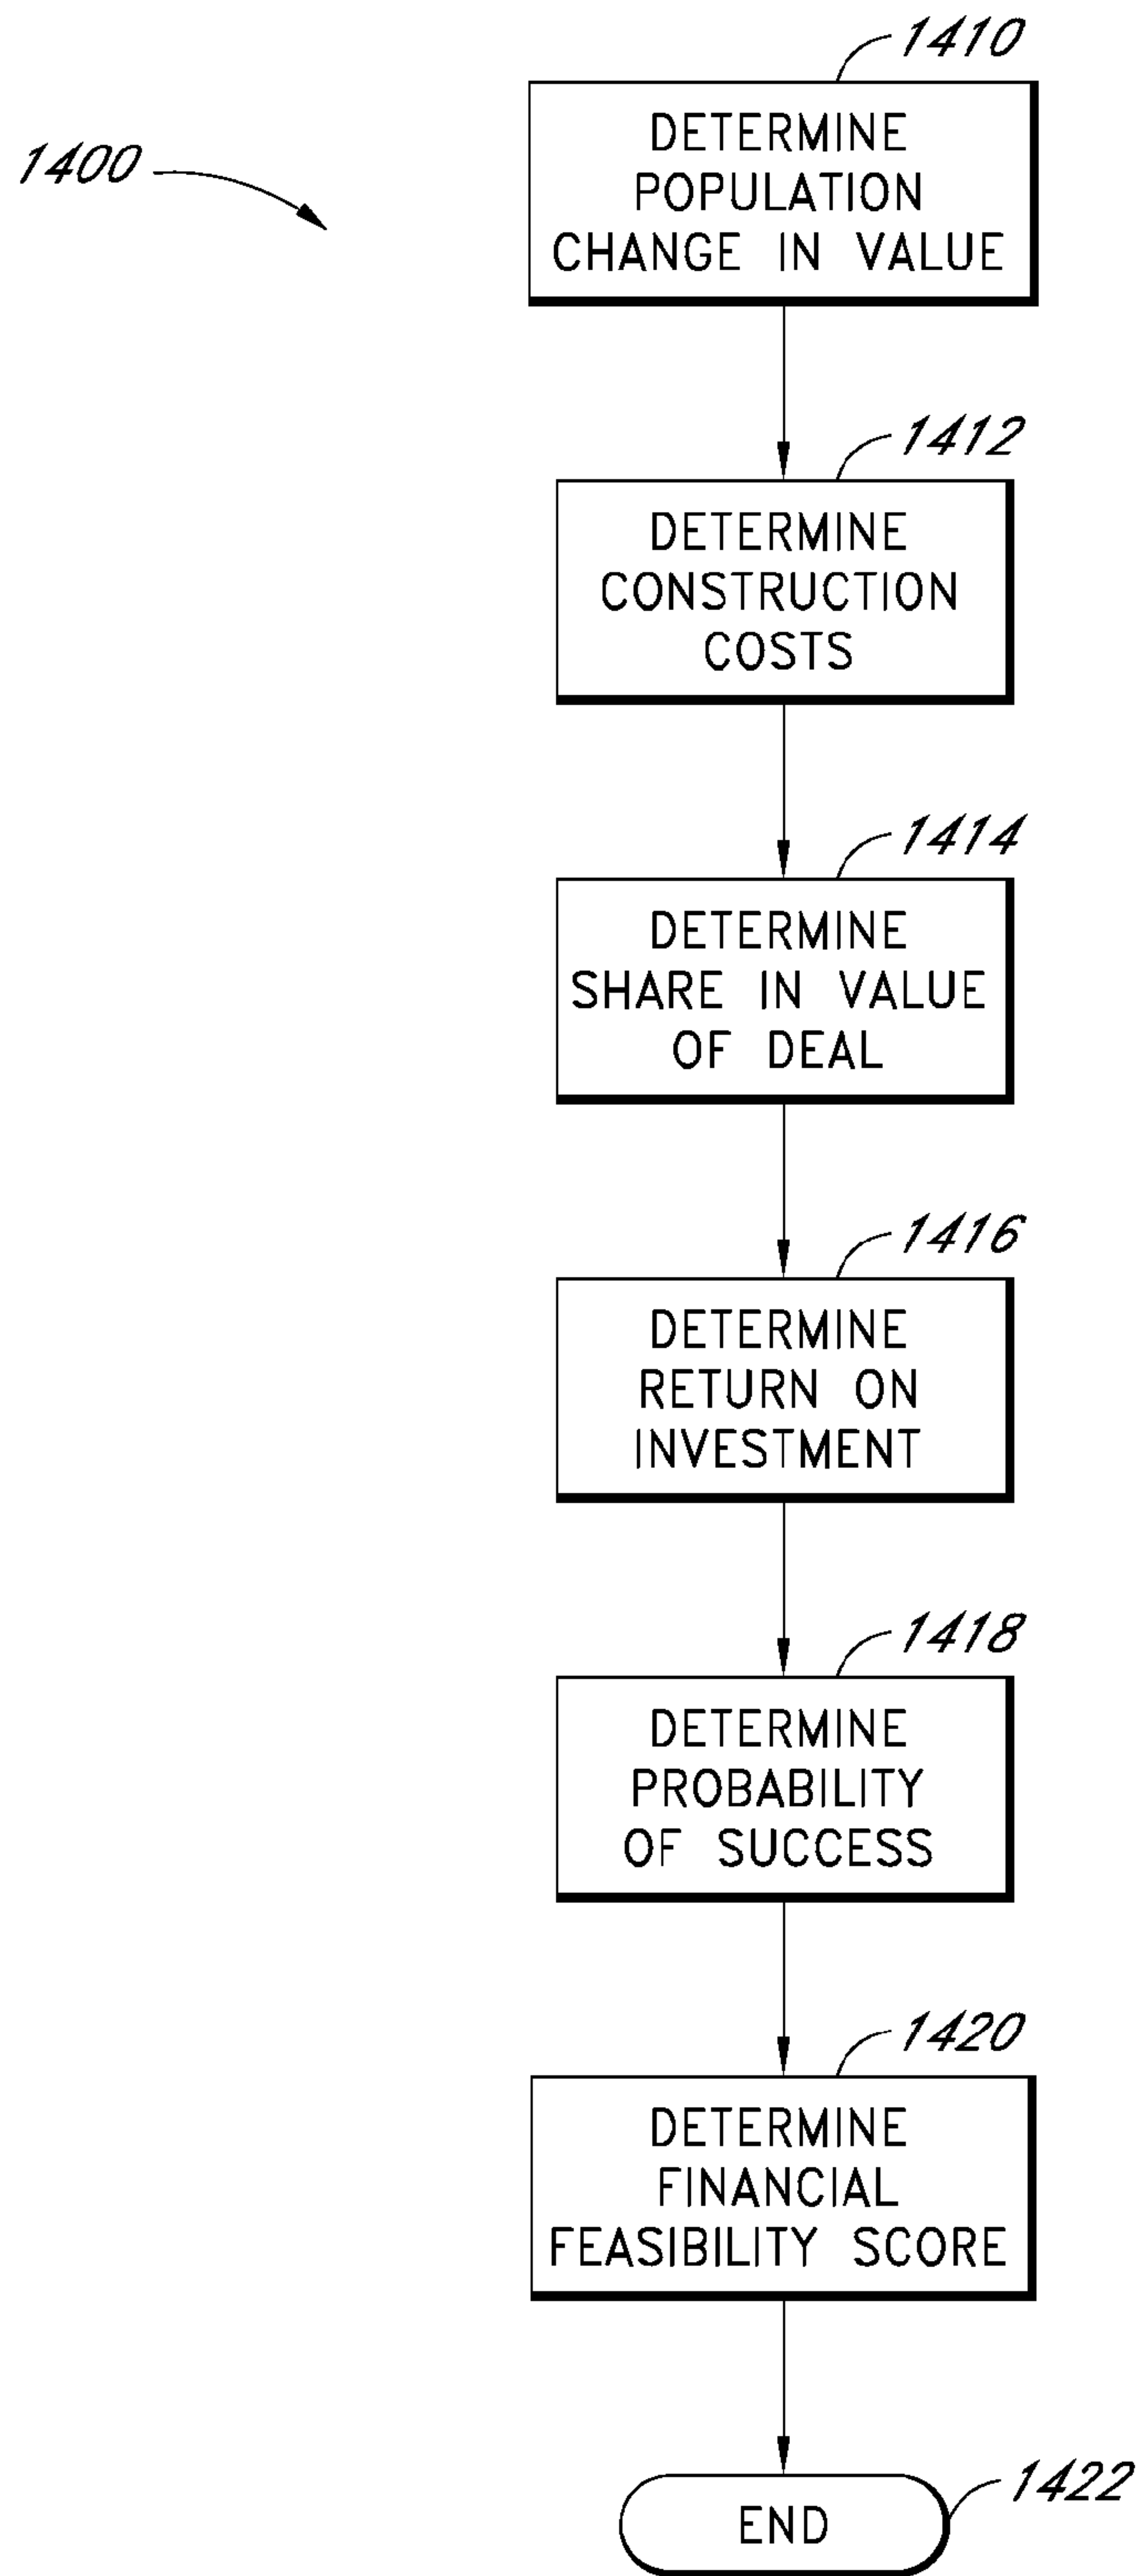 1400
1410
DETERMINE
POPULATION
CHANGE IN VALUE
1412
DETERMINE
CONSTRUCTION
COSTS
1414
DETERMINE
SHARE IN VALUE
OF DEAL
1416
DETERMINE
RETURN ON
INVESTMENT
1418
DETERMINE
PROBABILITY
OF SUCCESS
1420
DETERMINE
FINANCIAL
FEASIBILITY SCORE
1422
END